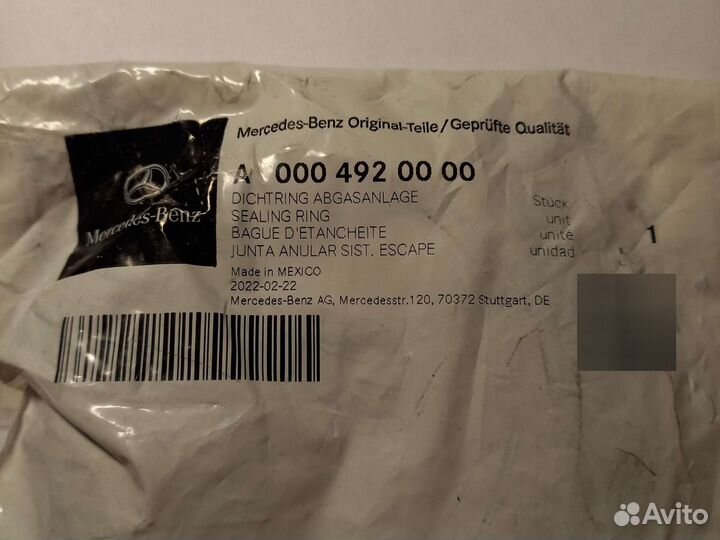 Mercedes-Benz Original-Teile/Geprüfte Qualität
A 000 492 00 00
DICHTRING ABGASANLAGE
SEALING RING
BAGUE D'ETANCHEITE
JUNTA ANULAR SIST. ESCAPE
Stück
unit
unité
unidad
1
Made in MEXICO
2022-02-22
Mercedes-Benz AG, Mercedesstr.120, 70372 Stuttgart, DE
Mercedes-Benz
Avito